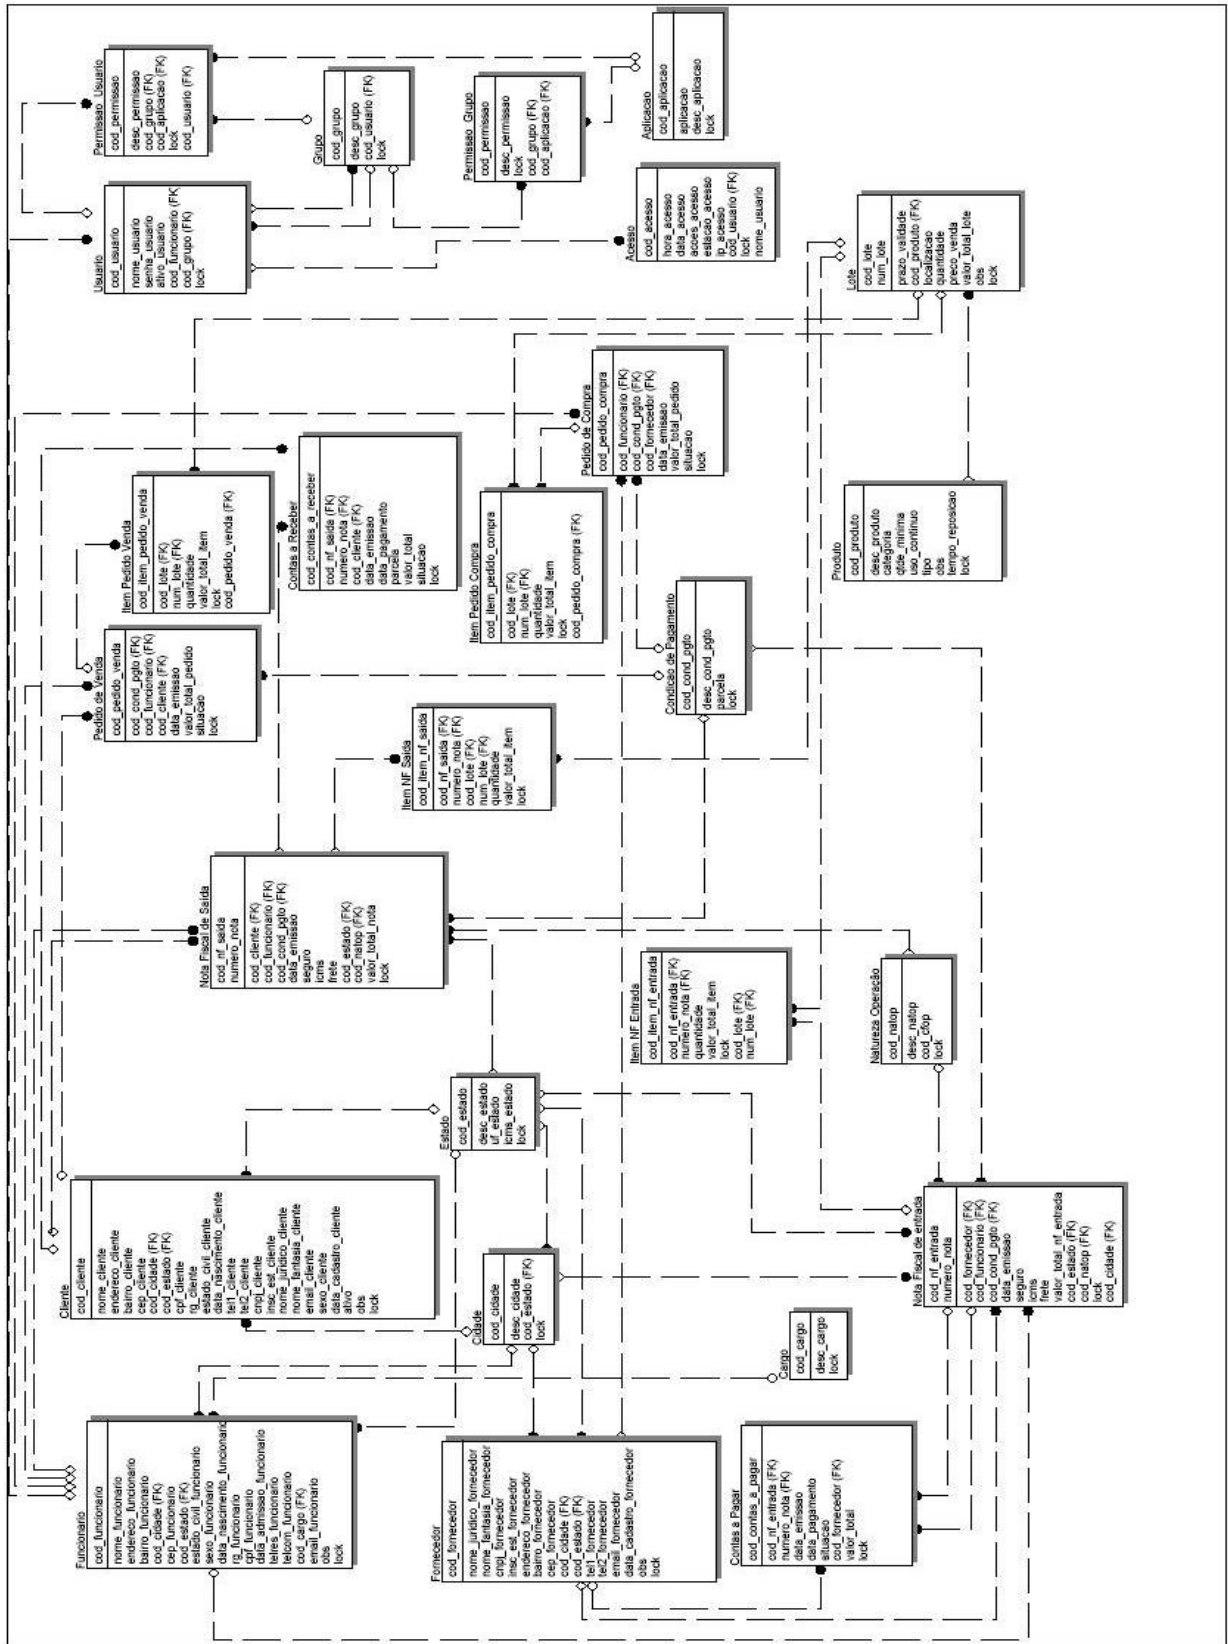 Funcionario
cod_funcionario
nome_funcionario
endereco_funcionario
bairro_funcionario
cod_cidade (FK)
cep_funcionario
cod_estado (FK)
estado_civil_funcionario
sexo_funcionario
data_nascimento_funcionario
rg_funcionario
cpf_funcionario
data_admissao_funcionario
telres_funcionario
telcom_funcionario
cod_cargo (FK)
email_funcionario
obs
lock
Cliente
cod_cliente
nome_cliente
endereco_cliente
bairro_cliente
cep_cliente
cod_cidade (FK)
cod_estado (FK)
cpf_cliente
rg_cliente
estado_civil_cliente
data_nascimento_cliente
tel1_cliente
tel2_cliente
cnpj_cliente
insc_est_cliente
nome_juridico_cliente
nome_fantasia_cliente
email_cliente
sexo_cliente
data_cadastro_cliente
ativo
obs
lock
Nota Fiscal de Saida
cod_nf_saida
numero_nota
cod_cliente (FK)
cod_funcionario (FK)
cod_cond_pgto (FK)
data_emissao
seguro
icms
frete
cod_estado (FK)
cod_natop (FK)
valor_total_nota
lock
Pedido de Venda
cod_pedido_venda
cod_cond_pgto (FK)
cod_funcionario (FK)
cod_cliente (FK)
data_emissao
valor_total_pedido
situacao
lock
Item Pedido Venda
cod_item_pedido_venda
cod_lote (FK)
num_lote (FK)
quantidade
valor_total_item
lock
cod_pedido_venda (FK)
Usuario
cod_usuario
nome_usuario
senha_usuario
ativo_usuario
cod_funcionario (FK)
cod_grupo (FK)
lock
Permissao_Usuario
cod_permissao
desc_permissao
cod_grupo (FK)
cod_aplicacao (FK)
lock
cod_usuario (FK)
Grupo
cod_grupo
desc_grupo
cod_usuario (FK)
lock
Contas a Receber
cod_contas_a_receber
cod_nf_saida (FK)
numero_nota (FK)
cod_cliente (FK)
data_emissao
data_pagamento
parcela
valor_total
situacao
lock
Item NF Saida
cod_item_nf_saida
cod_nf_saida (FK)
numero_nota (FK)
cod_lote (FK)
num_lote (FK)
quantidade
valor_total_item
lock
Estado
cod_estado
desc_estado
uf_estado
icms_estado
lock
Cidade
cod_cidade
desc_cidade
cod_estado (FK)
lock
Fornecedor
cod_fornecedor
nome_juridico_fornecedor
nome_fantasia_fornecedor
cnpj_fornecedor
insc_est_fornecedor
endereco_fornecedor
bairro_fornecedor
cep_fornecedor
cod_cidade (FK)
cod_estado (FK)
tel1_fornecedor
tel2_fornecedor
email_fornecedor
data_cadastro_fornecedor
obs
lock
Item Pedido Compra
cod_item_pedido_compra
cod_lote (FK)
num_lote (FK)
quantidade
valor_total_item
lock
cod_pedido_compra (FK)
Permissao_Grupo
cod_permissao
desc_permissao
lock
cod_grupo (FK)
cod_aplicacao (FK)
Pedido de Compra
cod_pedido_compra
cod_funcionario (FK)
cod_cond_pgto (FK)
cod_fornecedor (FK)
data_emissao
valor_total_pedido
situacao
lock
Acesso
cod_acesso
hora_acesso
data_acesso
acoes_acesso
estacao_acesso
ip_acesso
cod_usuario (FK)
lock
nome_usuario
Aplicacao
cod_aplicacao
aplicacao
desc_aplicacao
lock
Item NF Entrada
cod_item_nf_entrada
cod_nf_entrada (FK)
numero_nota (FK)
quantidade
valor_total_item
lock
cod_lote (FK)
num_lote (FK)
Condicao de Pagamento
cod_cond_pgto
desc_cond_pgto
parcela
lock
Contas a Pagar
cod_contas_a_pagar
cod_nf_entrada (FK)
numero_nota (FK)
data_emissao
data_pagamento
situacao
cod_fornecedor (FK)
valor_total
lock
Cargo
cod_cargo
desc_cargo
lock
Natureza Operação
cod_natop
desc_natop
cod_cfop
lock
Produto
cod_produto
desc_produto
categoria
qtde_minima
uso_continuo
tipo
obs
tempo_reposicao
lock
Lote
cod_lote
num_lote
prazo_validade
cod_produto (FK)
localizacao
quantidade
preco_venda
valor_total_lote
obs
lock
Nota Fiscal de entrada
cod_nf_entrada
numero_nota
cod_fornecedor (FK)
cod_funcionario (FK)
cod_cond_pgto (FK)
data_emissao
seguro
icms
frete
valor_total_nf_entrada
cod_estado (FK)
cod_natop (FK)
lock
cod_cidade (FK)